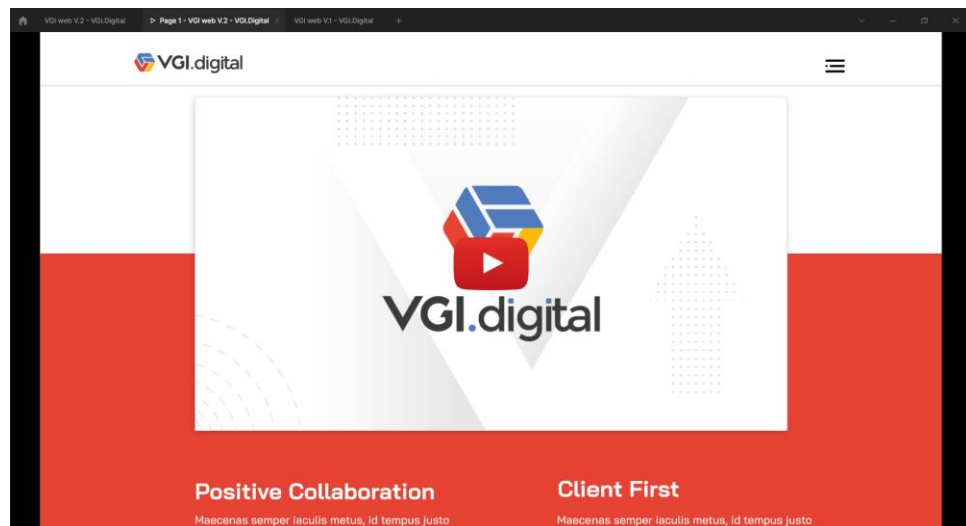 VGI web V.2 - VGI.Digital
Page 1 - VGI web V.2 - VGI.Digital
VGI web V.1 - VGI.Digital
VGI.digital
VGI.digital
Positive Collaboration
Client First
Maecenas semper iaculis metus, id tempus justo
Maecenas semper iaculis metus, id tempus justo